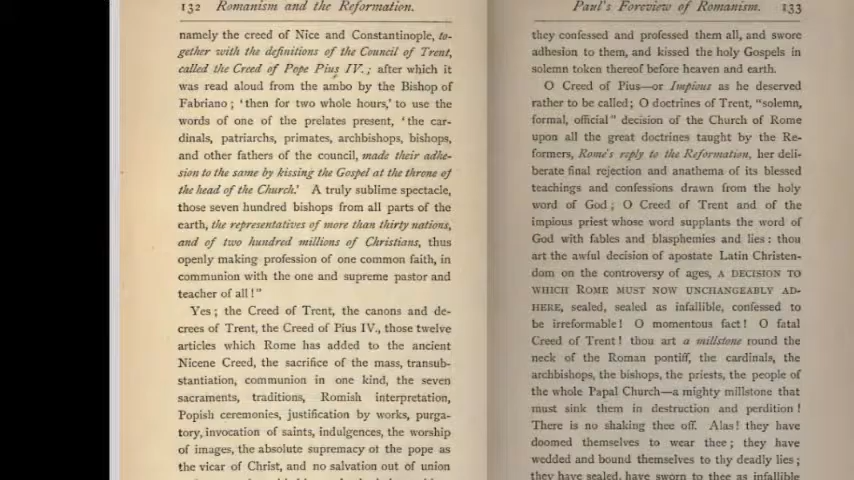 132 Romanism and the Reformation.
namely the creed of Nice and Constantinople, to-
gether with the definitions of the Council of Trent,
called the Creed of Pope Pius IV.; after which it
was read aloud from the ambo by the Bishop of
Fabriano; 'then for two whole hours,' to use the
words of one of the prelates present, 'the car-
dinals, patriarchs, primates, archbishops, bishops,
and other fathers of the council, made their adhe-
sion to the same by kissing the Gospel at the throne of
the head of the Church.' A truly sublime spectacle,
those seven hundred bishops from all parts of the
earth, the representatives of more than thirty nations,
and of two hundred millions of Christians, thus
openly making profession of one common faith, in
communion with the one and supreme pastor and
teacher of all!"
Yes; the Creed of Trent, the canons and de-
crees of Trent, the Creed of Pius IV., those twelve
articles which Rome has added to the ancient
Nicene Creed, the sacrifice of the mass, transub-
stantiation, communion in one kind, the seven
sacraments, traditions, Romish interpretation,
Popish ceremonies, justification by works, purga-
tory, invocation of saints, indulgences, the worship
of images, the absolute supremacy of the pope as
the vicar of Christ, and no salvation out of union
Paul's Foreview of Romanism. 133
they confessed and professed them all, and swore
adhesion to them, and kissed the holy Gospels in
solemn token thereof before heaven and earth.
O Creed of Pius—or Impious as he deserved
rather to be called; O doctrines of Trent, "solemn,
formal, official" decision of the Church of Rome
upon all the great doctrines taught by the Re-
formers, Rome's reply to the Reformation, her deli-
berate final rejection and anathema of its blessed
teachings and confessions drawn from the holy
word of God; O Creed of Trent and of the
impious priest whose word supplants the word of
God with fables and blasphemies and lies: thou
art the awful decision of apostate Latin Christen-
dom on the controversy of ages, A DECISION TO
WHICH ROME MUST NOW UNCHANGEABLY AD-
HERE, sealed, sealed as infallible, confessed to
be irreformable! O momentous fact! O fatal
Creed of Trent! thou art a millstone round the
neck of the Roman pontiff, the cardinals, the
archbishops, the bishops, the priests, the people of
the whole Papal Church—a mighty millstone that
must sink them in destruction and perdition!
There is no shaking thee off. Alas! they have
doomed themselves to wear thee; they have
wedded and bound themselves to thy deadly lies;
they have sealed, have sworn to thee as infallible